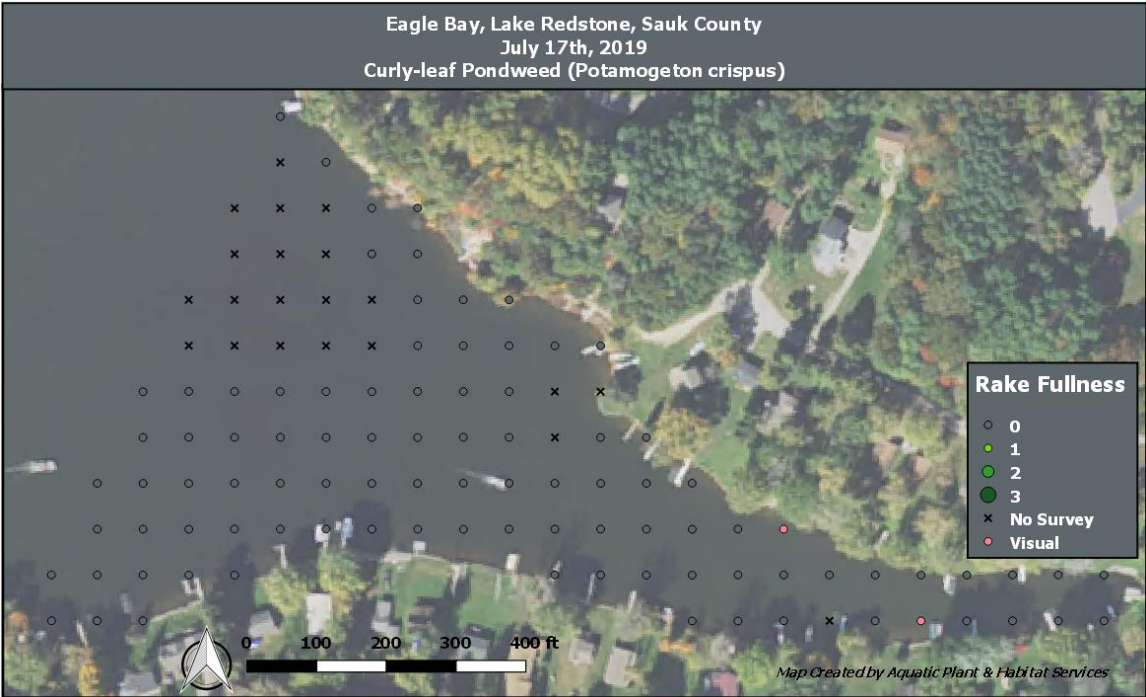 Eagle Bay, Lake Redstone, Sauk County
July 17th, 2019
Curly-leaf Pondweed (Potamogeton crispus)
Rake Fullness
0
1
2
3
No Survey
Visual
0 100 200 300 400 ft
Map Created by Aquatic Plant & Habitat Services